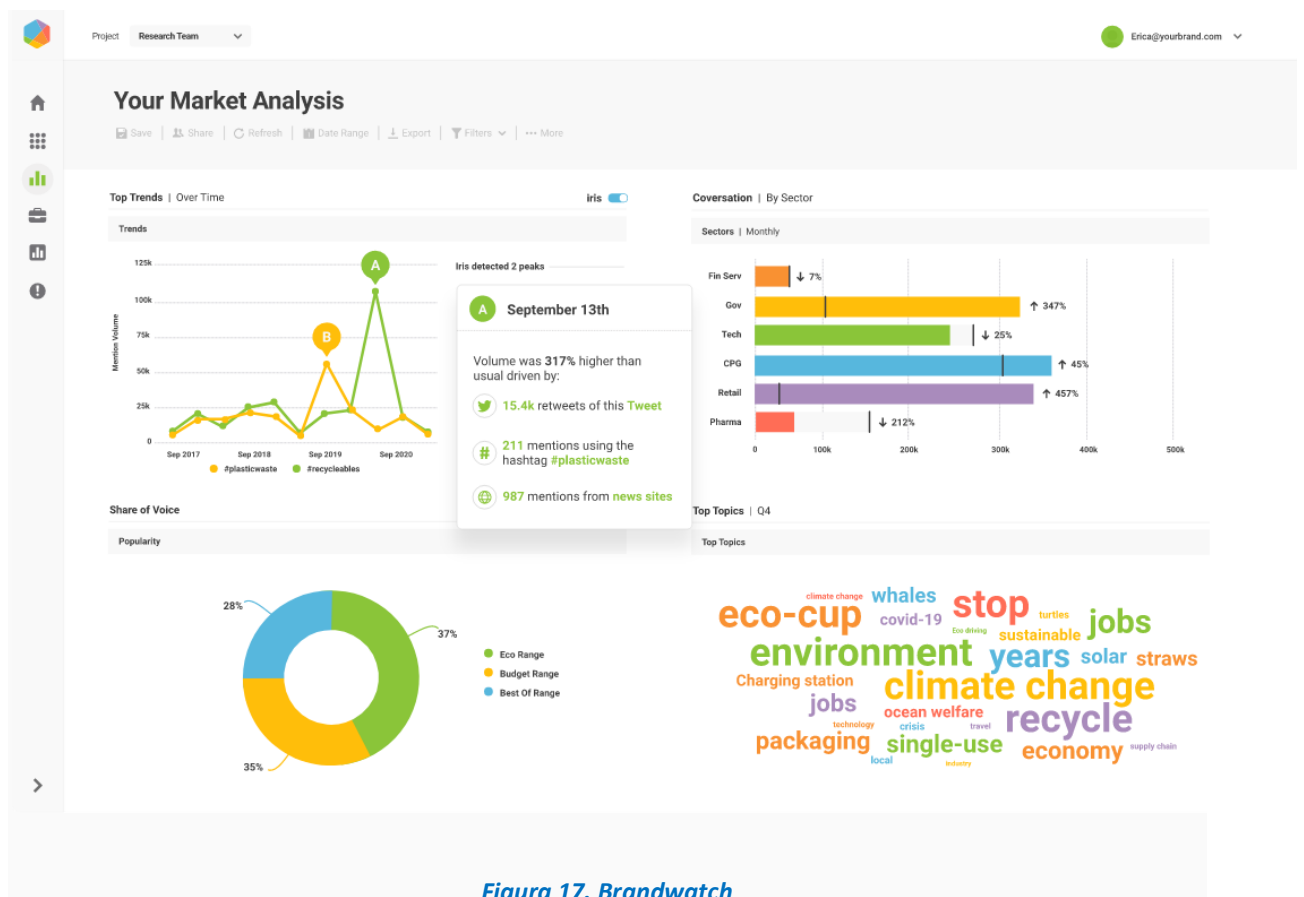 Project Research Team
Erica@yourbrand.com
Your Market Analysis
Save | Share | Refresh | Date Range | Export | Filters | ••• More
Top Trends | Over Time
iris
Trends
125k
100k
75k
50k
25k
0
Mention Volume
A
B
Sep 2017 Sep 2018 Sep 2019 Sep 2020
#plasticwaste #recycleables
Iris detected 2 peaks
A September 13th
Volume was 317% higher than
usual driven by:
15.4k retweets of this Tweet
# 211 mentions using the
hashtag #plasticwaste
987 mentions from news sites
Coversation | By Sector
Sectors | Monthly
Fin Serv ↓ 7%
Gov ↑ 347%
Tech ↓ 25%
CPG ↑ 45%
Retail ↑ 457%
Pharma ↓ 212%
0 100k 200k 300k 400k 500k
Share of Voice
Popularity
28%
37%
35%
Eco Range
Budget Range
Best Of Range
Top Topics | Q4
Top Topics
climate change
whales
stop
eco-cup
covid-19
turtles
jobs
Eco driving
sustainable
environment
years
solar
straws
Charging station
climate change
jobs
ocean welfare
recycle
technology
crisis
travel
packaging
single-use
economy
supply chain
local
industry
Figura 17. Brandwatch